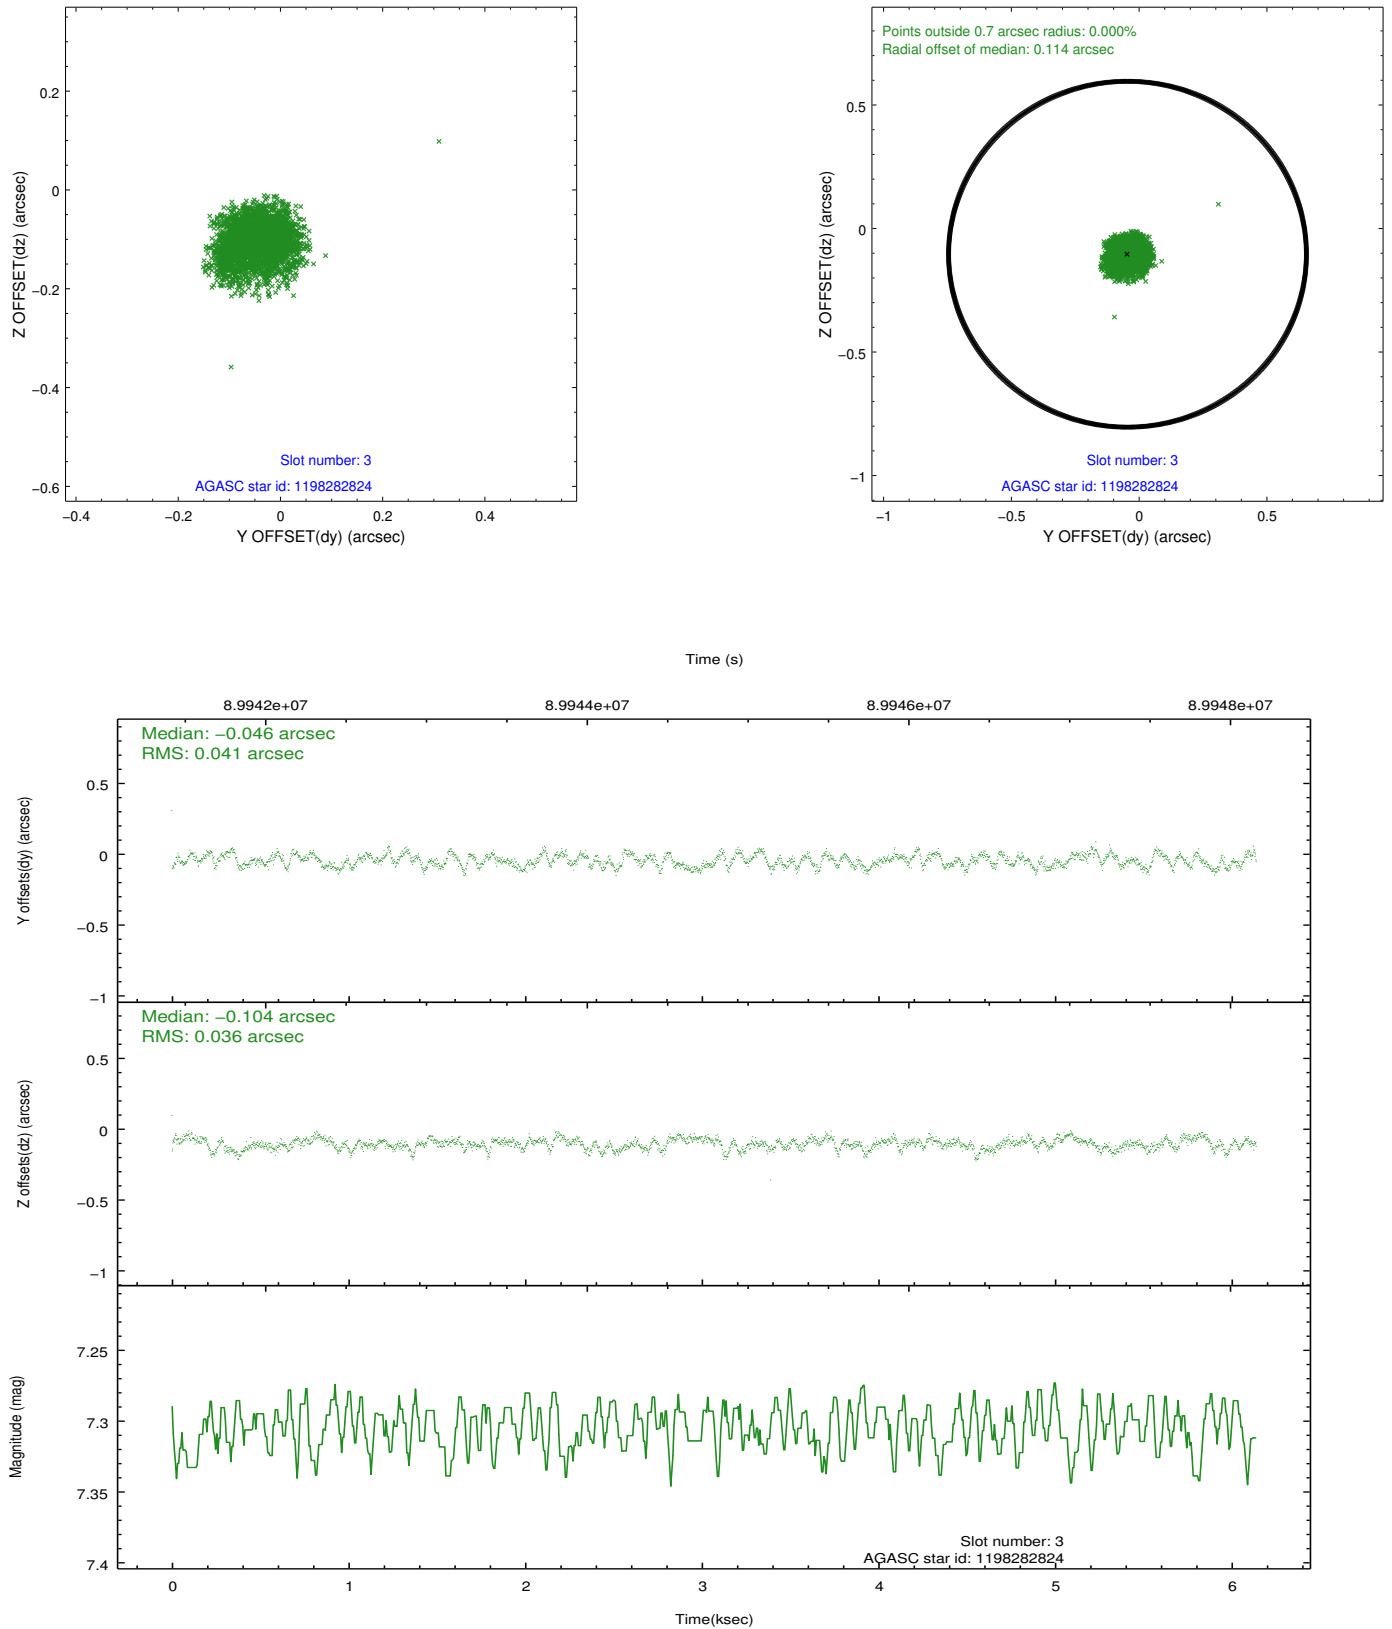 0.2
0
−0.2
−0.4
−0.6
Z OFFSET(dz) (arcsec)
Slot number: 3
AGASC star id: 1198282824
−0.4
−0.2
0
0.2
0.4
Y OFFSET(dy) (arcsec)
Points outside 0.7 arcsec radius: 0.000%
Radial offset of median: 0.114 arcsec
0.5
0
−0.5
−1
Z OFFSET(dz) (arcsec)
Slot number: 3
AGASC star id: 1198282824
−1
−0.5
0
0.5
Y OFFSET(dy) (arcsec)
Time (s)
8.9942e+07
8.9944e+07
8.9946e+07
8.9948e+07
Median: −0.046 arcsec
RMS: 0.041 arcsec
0.5
0
−0.5
−1
Y offsets(dy) (arcsec)
Median: −0.104 arcsec
RMS: 0.036 arcsec
0.5
0
−0.5
−1
Z offsets(dz) (arcsec)
7.25
7.3
7.35
7.4
Magnitude (mag)
Slot number: 3
AGASC star id: 1198282824
0
1
2
3
4
5
6
Time(ksec)